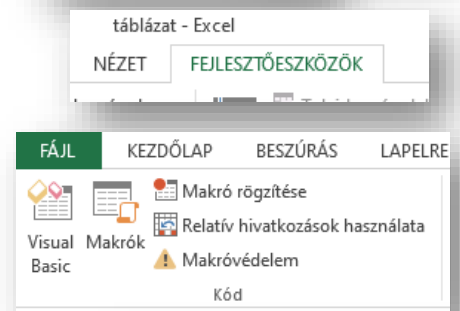 táblázat - Excel
NÉZET FEJLESZTŐESZKÖZÖK
FÁJL KEZDŐLAP BESZÚRÁS LAPELRE
Makró rögzítése
Relatív hivatkozások használata
Visual Basic Makrók
Makróvédelem
Kód